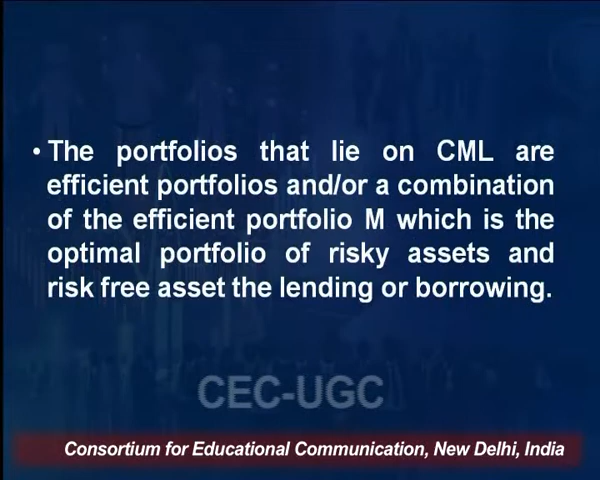 • The portfolios that lie on CML are
efficient portfolios and/or a combination
of the efficient portfolio M which is the
optimal portfolio of risky assets and
risk free asset the lending or borrowing.
CEC-UGC
Consortium for Educational Communication, New Delhi, India